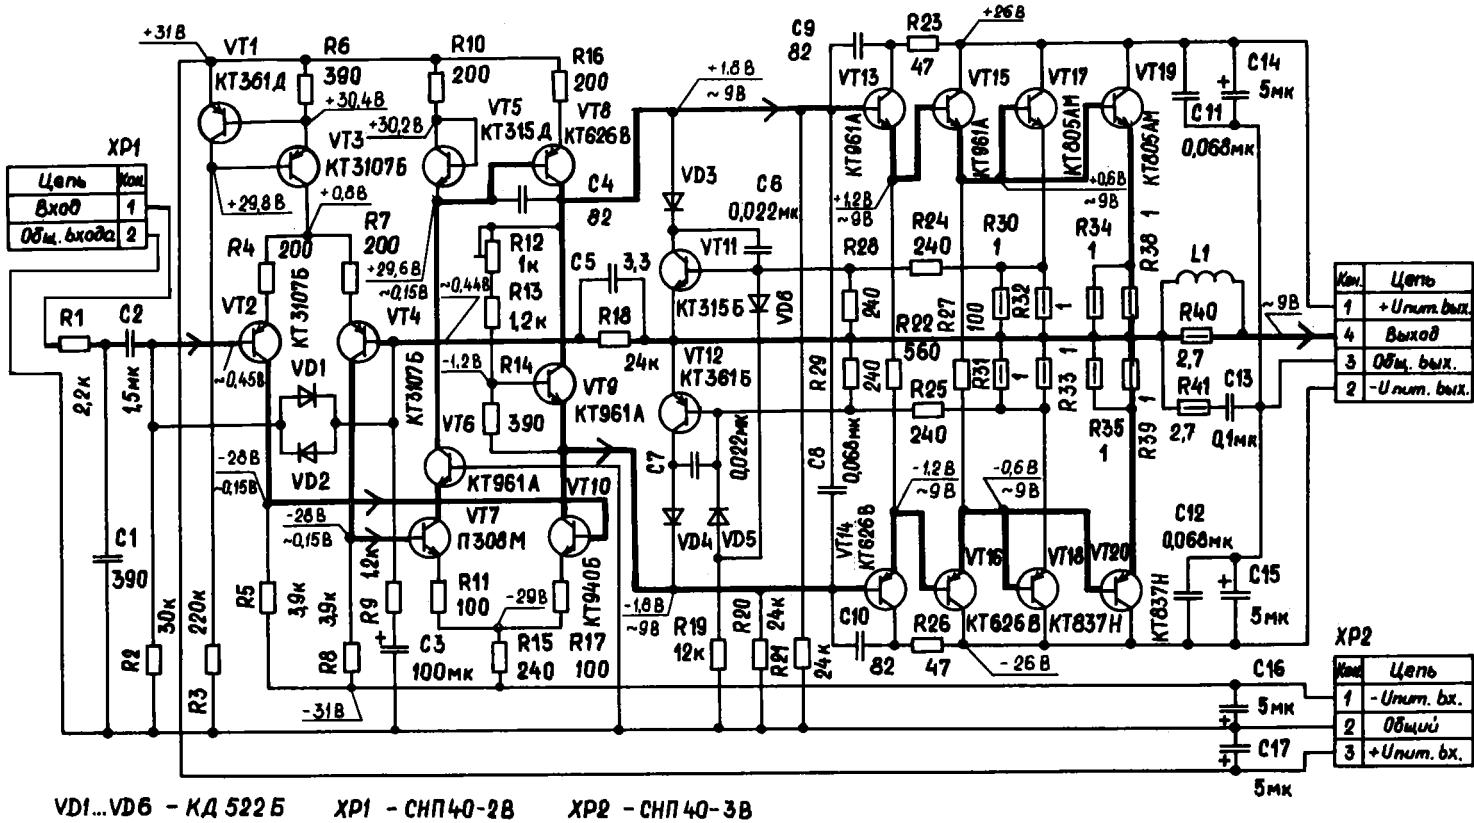 +31В
VT1
КТ361Д
R6
390
R10
200
R16
200
C9
82
R23
47
+26В
+30,4В
VT3
КТ3107Б
+30,2В
VT5
КТ315Д
VT8
КТ626В
+1,8В
~9В
VT13
КТ961А
VT15
КТ961А
VT17
КТ805АМ
VT19
КТ805АМ
C14
5мк
C11
0,068мк
XP1
Цепь
Кон.
Вход
1
Общ. входа
2
+29,8В
+0,6В
R4
200
R7
200
C4
82
VD3
C6
0,022мк
+1,2В
~9В
+0,6В
~9В
VT2
КТ3107Б
+29,6В
~0,15В
R12
1к
R13
1,2к
C5
3,3
~0,44В
VT11
КТ315Б
VD6
R28
240
R24
240
R30
1
R34
1
R38 1
L1
R40
2,7
~9В
Кон.
Цепь
1
+Uпит. вых.
4
Выход
3
Общ. вых.
2
-Uпит. вых.
R1
2,2к
C2
1,5мк
~0,45В
VT4
КТ3107Б
VD1
VD2
-1,2В
R14
390
R18
24к
VT9
КТ961А
VT12
КТ361Б
R29
240
R22
560
R27
100
R32
1
R31
1
R33 1
R25
240
R35
1
R39 1
R41
2,7
C13
0,1мк
-28В
~0,15В
VT6
КТ961А
C7
0,022мк
C8
0,068мк
-1,2В
~9В
-0,6В
~9В
-28В
~0,15В
VT7
П308М
VT10
КТ940Б
VD4
VD5
VT14
КТ626В
VT16
КТ626В
VT18
КТ837Н
VT20
КТ837Н
C12
0,068мк
C15
5мк
C1
390
R5
3,9к
3,9к
R8
R9
1,2к
R11
100
-29В
-1,8В
~9В
R2
30к
R3
220к
C3
100мк
R15
240
R17
100
R19
12к
R20
24к
R21
24к
C10
82
R26
47
-26В
-31В
C16
5мк
C17
5мк
XP2
Кон.
Цепь
1
-Uпит. вх.
2
Общий
3
+Uпит. вх.
VD1...VD6 - КД 522Б XP1 - СНП40-2В XP2 - СНП40-3В